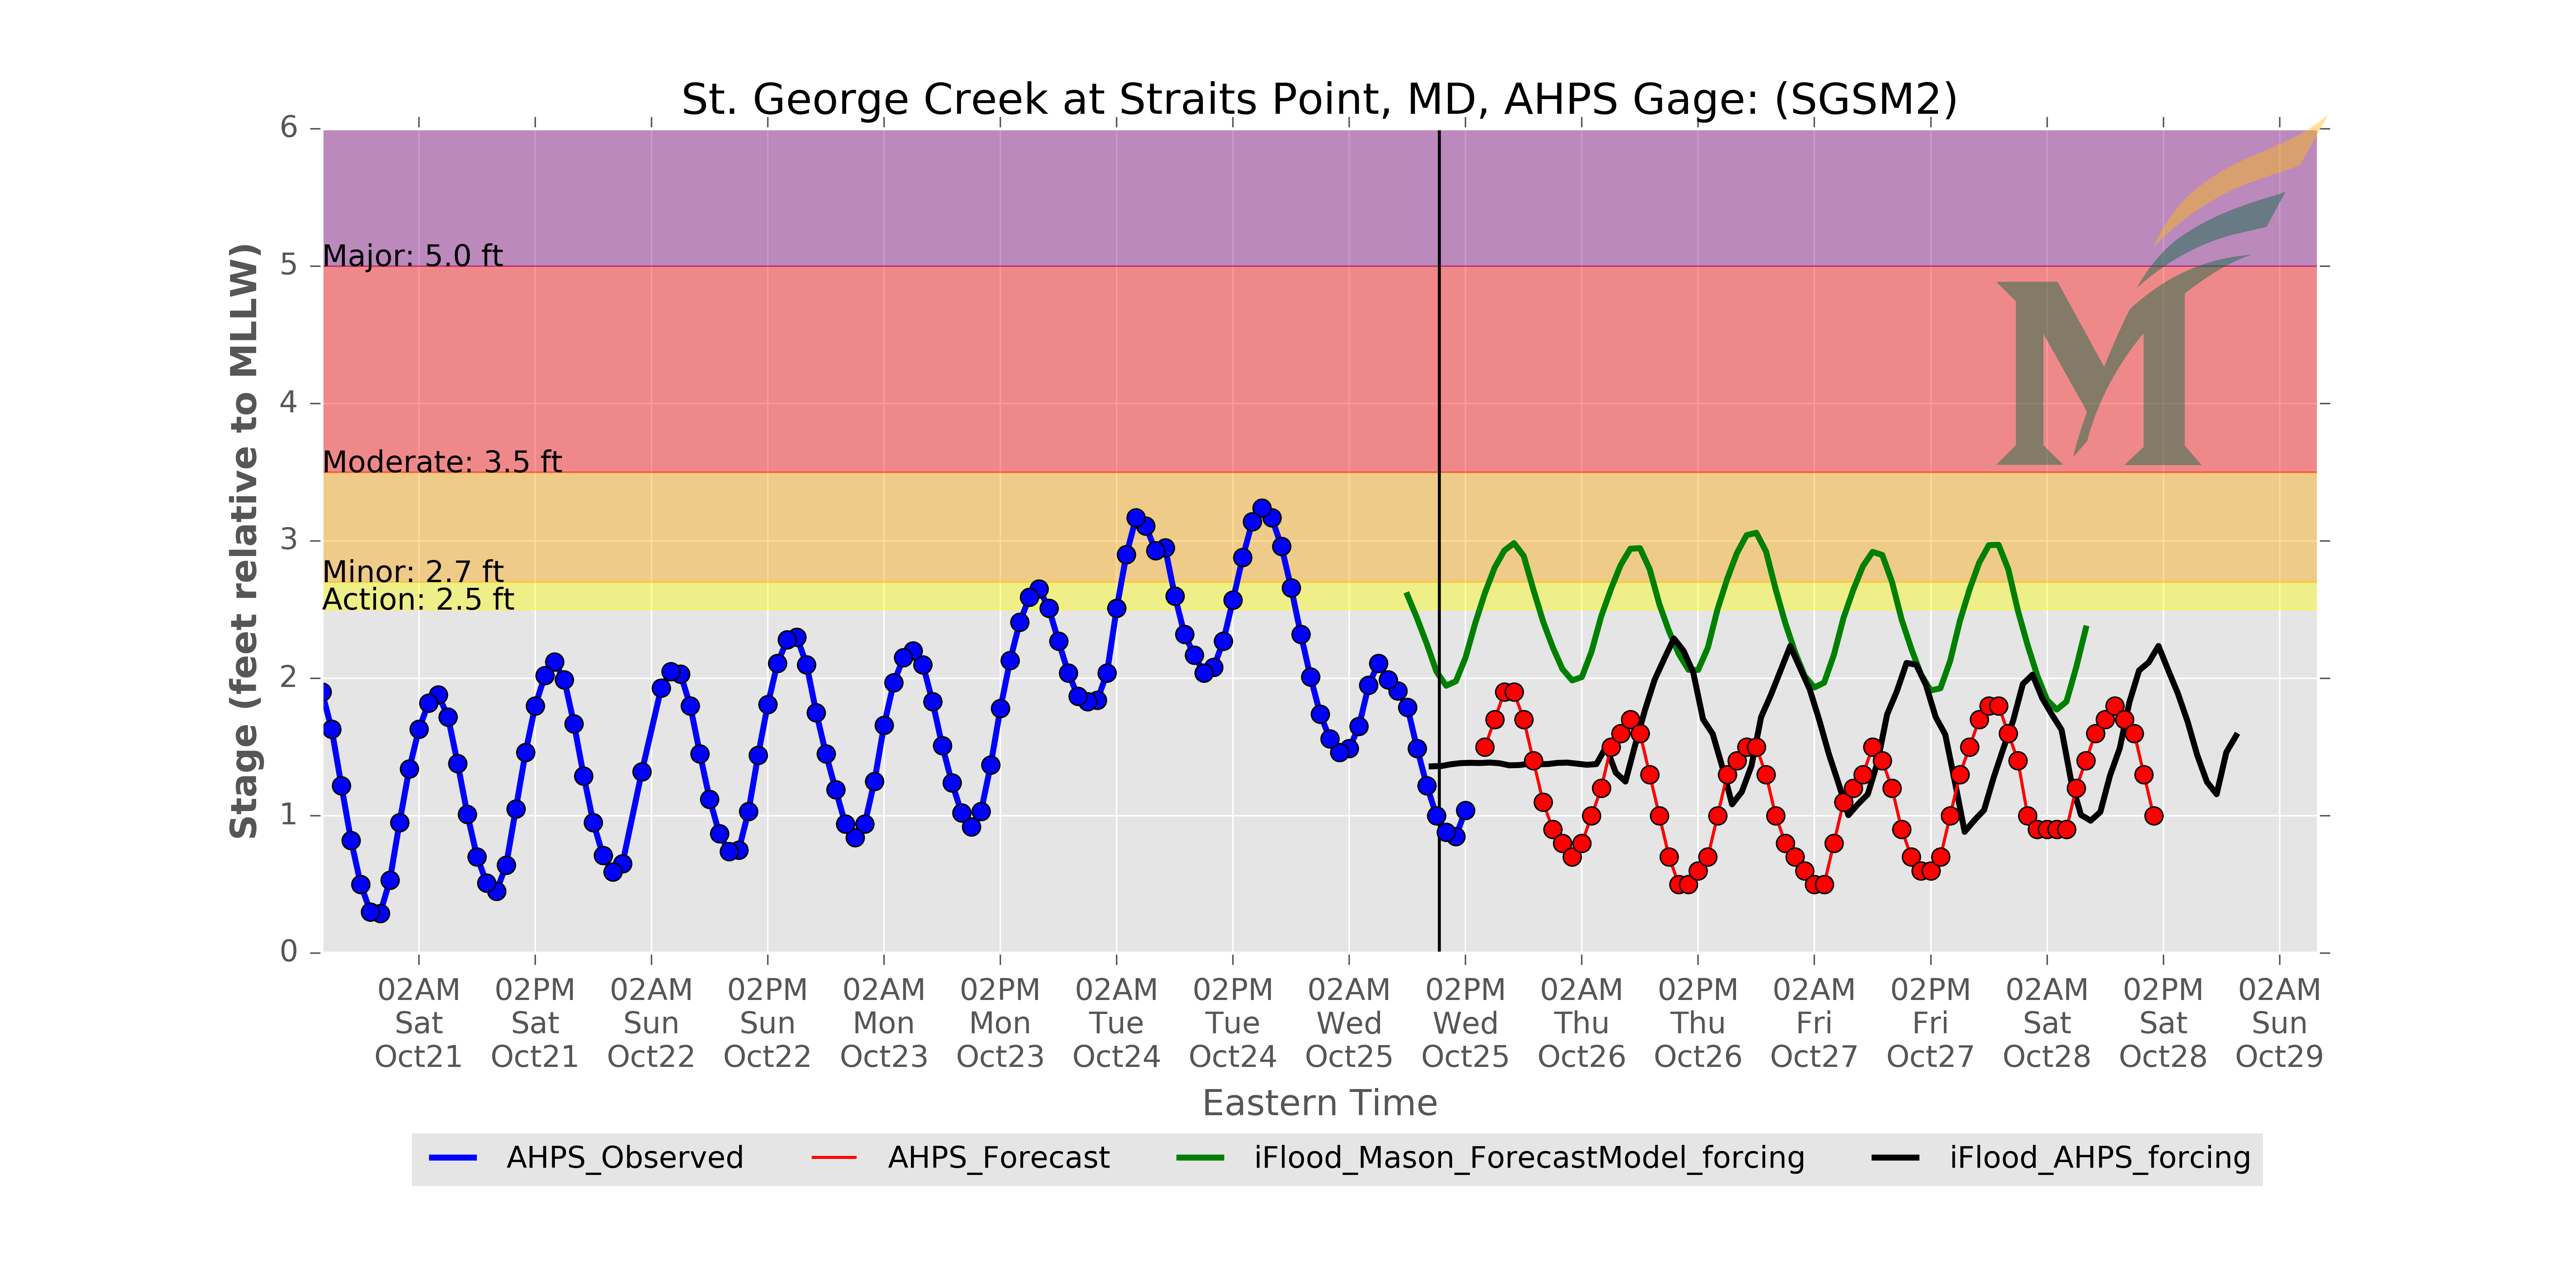 St. George Creek at Straits Point, MD, AHPS Gage: (SGSM2)
Stage (feet relative to MLLW)
6
5
4
3
2
1
0
Major: 5.0 ft
Moderate: 3.5 ft
Minor: 2.7 ft
Action: 2.5 ft
M
02AM 02PM 02AM 02PM 02AM 02PM 02AM 02PM 02AM 02PM 02AM 02PM 02AM 02PM 02AM 02PM 02AM
Sat Sat Sun Sun Mon Mon Tue Tue Wed Wed Thu Thu Fri Fri Sat Sat Sun
Oct21 Oct21 Oct22 Oct22 Oct23 Oct23 Oct24 Oct24 Oct25 Oct25 Oct26 Oct26 Oct27 Oct27 Oct28 Oct28 Oct29
Eastern Time
AHPS_Observed AHPS_Forecast iFlood_Mason_ForecastModel_forcing iFlood_AHPS_forcing